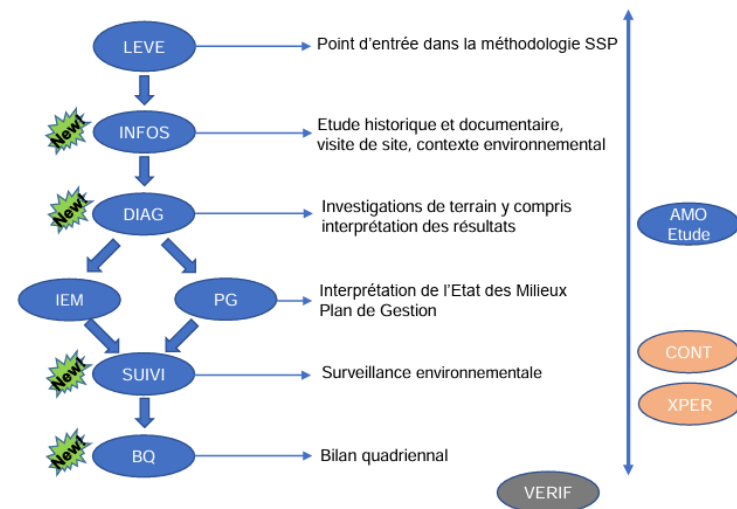 LEVE
Point d'entrée dans la méthodologie SSP
New!
INFOS
Etude historique et documentaire,
visite de site, contexte environnemental
New!
DIAG
Investigations de terrain y compris
interprétation des résultats
AMO
Etude
IEM
PG
Interprétation de l'Etat des Milieux
Plan de Gestion
CONT
New!
SUIVI
Surveillance environnementale
XPER
New!
BQ
Bilan quadriennal
VERIF